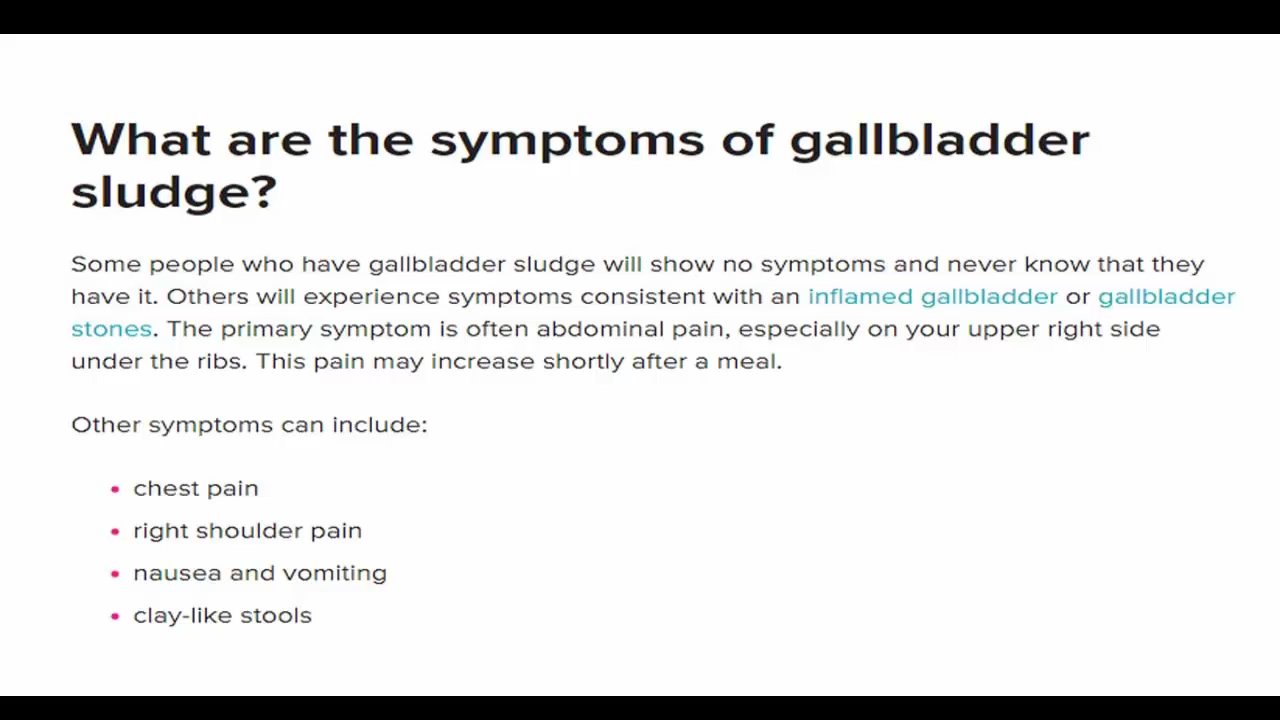 What are the symptoms of gallbladder
sludge?
Some people who have gallbladder sludge will show no symptoms and never know that they
have it. Others will experience symptoms consistent with an inflamed gallbladder or gallbladder
stones. The primary symptom is often abdominal pain, especially on your upper right side
under the ribs. This pain may increase shortly after a meal.
Other symptoms can include:
• chest pain
• right shoulder pain
• nausea and vomiting
• clay-like stools